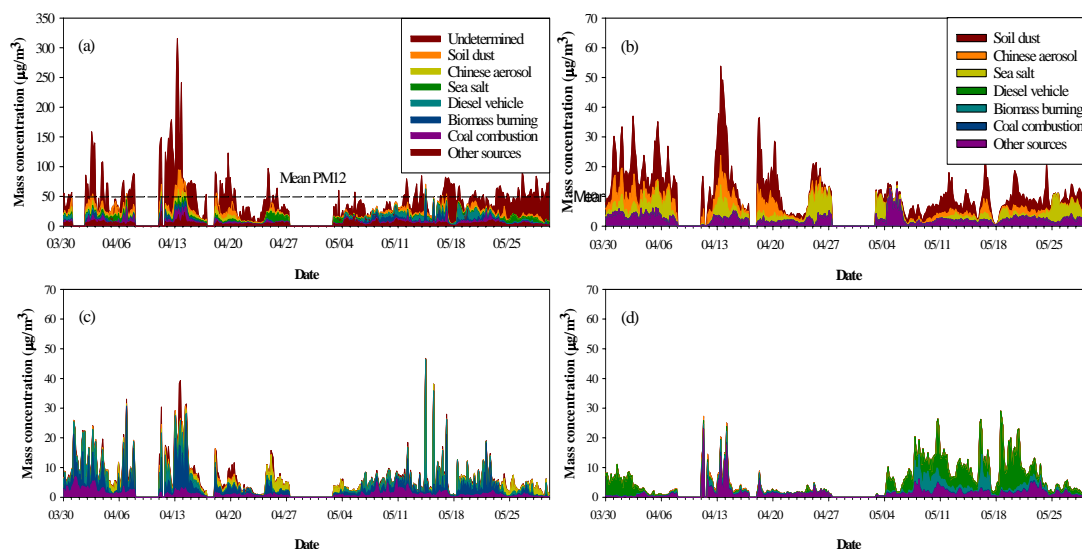 350
300
250
200
150
100
50
0
Mass concentration (μg/m³)
(a)
Undetermined
Soil dust
Chinese aerosol
Sea salt
Diesel vehicle
Biomass burning
Coal combustion
Other sources
Mean PM12
03/30 04/06 04/13 04/20 04/27 05/04 05/11 05/18 05/25
Date
70
60
50
40
30
20
10
0
Mass concentration (μg/m³)
(b)
Soil dust
Chinese aerosol
Sea salt
Diesel vehicle
Biomass burning
Coal combustion
Other sources
Mean
03/30 04/06 04/13 04/20 04/27 05/04 05/11 05/18 05/25
Date
70
60
50
40
30
20
10
0
Mass concentration (μg/m³)
(c)
03/30 04/06 04/13 04/20 04/27 05/04 05/11 05/18 05/25
Date
70
60
50
40
30
20
10
0
Mass concentration (μg/m³)
(d)
03/30 04/06 04/13 04/20 04/27 05/04 05/11 05/18 05/25
Date